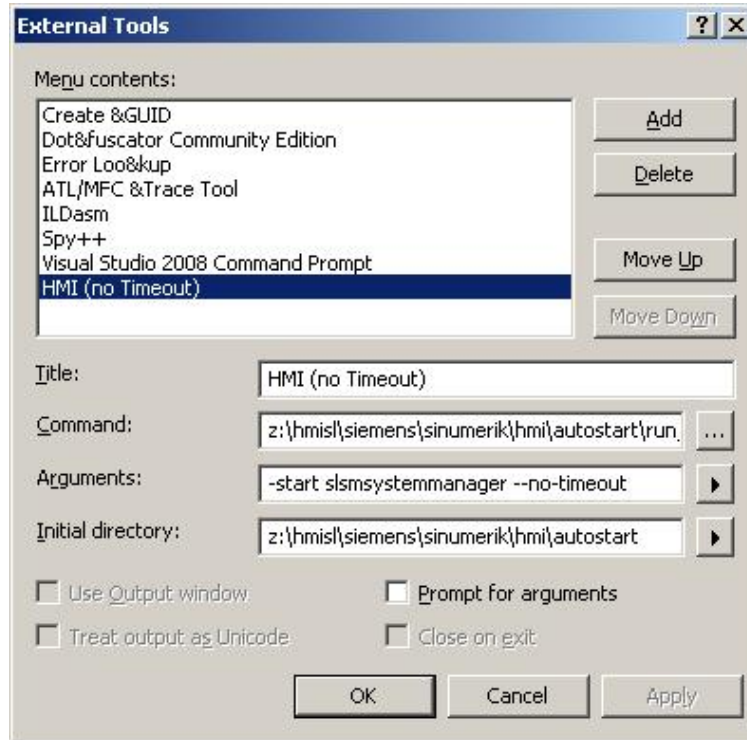 External Tools
Menu contents:
Create &GUID
Dot&fuscator Community Edition
Error Loo&kup
ATL/MFC &Trace Tool
ILDasm
Spy++
Visual Studio 2008 Command Prompt
HMI (no Timeout)
Add
Delete
Move Up
Move Down
Title: HMI (no Timeout)
Command: z:\hmisl\siemens\sinumerik\hmi\autostart\run_ ...
Arguments: -start slsmsystemmanager --no-timeout
Initial directory: z:\hmisl\siemens\sinumerik\hmi\autostart
Use Output window Prompt for arguments
Treat output as Unicode Close on exit
OK Cancel Apply